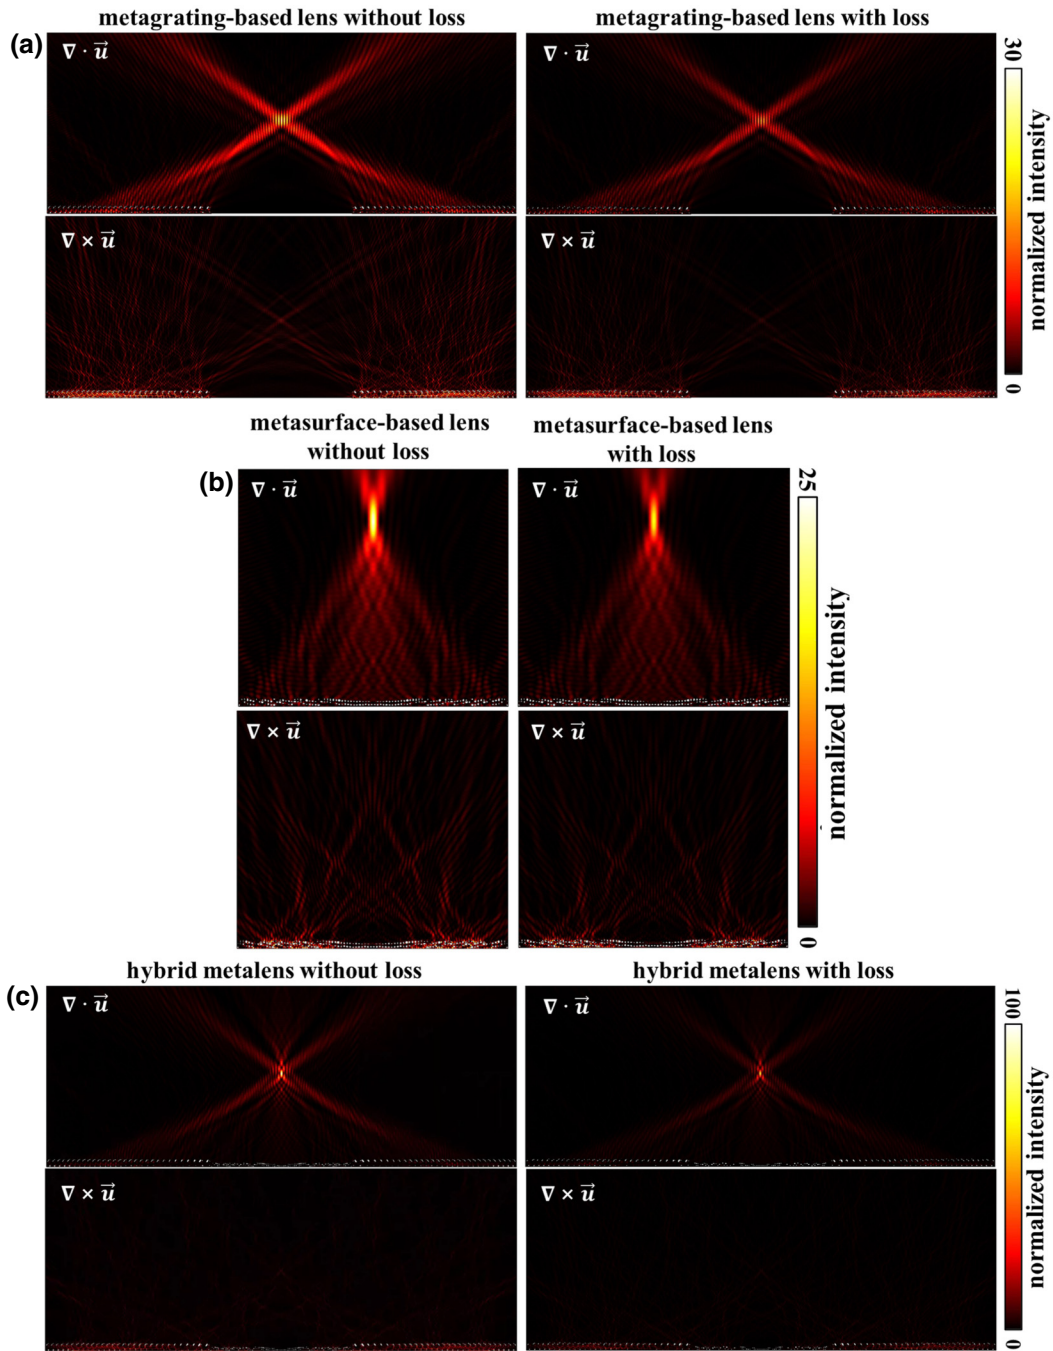 metagrating-based lens without loss
metagrating-based lens with loss
(a)
∇ · u⃗
∇ × u⃗
30
normalized intensity
0
metasurface-based lens
without loss
metasurface-based lens
with loss
(b)
∇ · u⃗
∇ · u⃗
∇ × u⃗
∇ × u⃗
25
normalized intensity
0
hybrid metalens without loss
hybrid metalens with loss
(c)
∇ · u⃗
∇ · u⃗
∇ × u⃗
∇ × u⃗
100
normalized intensity
0
∇ · u⃗
∇ × u⃗